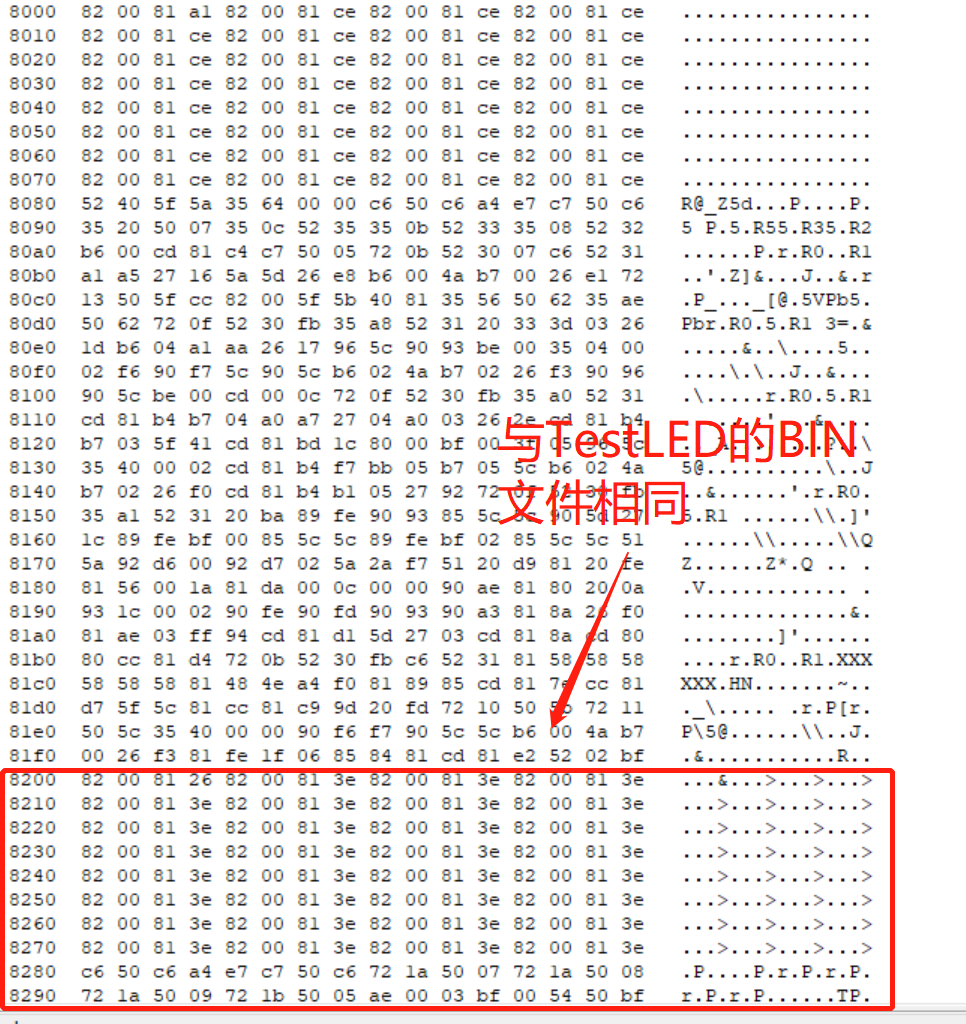 8000 82 00 81 a1 82 00 81 ce 82 00 81 ce 82 00 81 ce ................
8010 82 00 81 ce 82 00 81 ce 82 00 81 ce 82 00 81 ce ................
8020 82 00 81 ce 82 00 81 ce 82 00 81 ce 82 00 81 ce ................
8030 82 00 81 ce 82 00 81 ce 82 00 81 ce 82 00 81 ce ................
8040 82 00 81 ce 82 00 81 ce 82 00 81 ce 82 00 81 ce ................
8050 82 00 81 ce 82 00 81 ce 82 00 81 ce 82 00 81 ce ................
8060 82 00 81 ce 82 00 81 ce 82 00 81 ce 82 00 81 ce ................
8070 82 00 81 ce 82 00 81 ce 82 00 81 ce 82 00 81 ce ................
8080 52 40 5f 5a 35 64 00 00 c6 50 c6 a4 e7 c7 50 c6 R@_Z5d...P....P.
8090 35 20 50 07 35 0c 52 35 35 0b 52 33 35 08 52 32 5 P.5.R55.R35.R2
80a0 b6 00 cd 81 c4 c7 50 05 72 0b 52 30 07 c6 52 31 ......P.r.R0..R1
80b0 a1 a5 27 16 5a 5d 26 e8 b6 00 4a b7 00 26 e1 72 ..'.Z]&...J..&.r
80c0 13 50 5f cc 82 00 5f 5b 40 81 35 56 50 62 35 ae .P_..._[@.5VPb5.
80d0 50 62 72 0f 52 30 fb 35 a8 52 31 20 33 3d 03 26 Pbr.R0.5.R1 3=.&
80e0 1d b6 04 a1 aa 26 17 96 5c 90 93 be 00 35 04 00 .....&..\....5..
80f0 02 f6 90 f7 5c 90 5c b6 02 4a b7 02 26 f3 90 96 ....\.\..J..&...
8100 90 5c be 00 cd 00 0c 72 0f 52 30 fb 35 a0 52 31 .\.....r.R0.5.R1
8110 cd 81 b4 b7 04 a0 a7 27 04 a0 03 26 2e cd 81 b4
8120 b7 03 5f 41 cd 81 bd 1c 80 00 bf 00
与TestLED的BIN
8130 35 40 00 02 cd 81 b4 f7 bb 05 b7 05 5c b6 02 4a 5@..........\..J
8140 b7 02 26 f0 cd 81 b4 b1 05 27 92 72 ..&......'.r.R0
文件相同
8150 35 a1 52 31 20 ba 89 fe 90 93 85 5c 5.R1 ......\\.]'
8160 1c 89 fe bf 00 85 5c 5c 89 fe bf 02 85 5c 5c 51 ......\\.....\\Q
8170 5a 92 d6 00 92 d7 02 5a 2a f7 51 20 d9 81 20 fe Z......Z*.Q .. .
8180 81 56 00 1a 81 da 00 0c 00 00 90 ae 81 80 20 0a .V............ .
8190 93 1c 00 02 90 fe 90 fd 90 93 90 a3 81 8a 26 f0 ..............&.
81a0 81 ae 03 ff 94 cd 81 d1 5d 27 03 cd 81 8a cd 80 ........]'......
81b0 80 cc 81 d4 72 0b 52 30 fb c6 52 31 81 58 58 58 ....r.R0..R1.XXX
81c0 58 58 58 81 48 4e a4 f0 81 89 85 cd 81 7e cc 81 XXX.HN.......~..
81d0 d7 5f 5c 81 cc 81 c9 9d 20 fd 72 10 50 5b 72 11 ._\..... .r.P[r.
81e0 50 5c 35 40 00 00 90 f6 f7 90 5c 5c b6 00 4a b7 P\5@......\\..J.
81f0 00 26 f3 81 fe 1f 06 85 84 81 cd 81 e2 52 02 bf .&...........R..
8200 82 00 81 26 82 00 81 3e 82 00 81 3e 82 00 81 3e ...&...>...>...>
8210 82 00 81 3e 82 00 81 3e 82 00 81 3e 82 00 81 3e ...>...>...>...>
8220 82 00 81 3e 82 00 81 3e 82 00 81 3e 82 00 81 3e ...>...>...>...>
8230 82 00 81 3e 82 00 81 3e 82 00 81 3e 82 00 81 3e ...>...>...>...>
8240 82 00 81 3e 82 00 81 3e 82 00 81 3e 82 00 81 3e ...>...>...>...>
8250 82 00 81 3e 82 00 81 3e 82 00 81 3e 82 00 81 3e ...>...>...>...>
8260 82 00 81 3e 82 00 81 3e 82 00 81 3e 82 00 81 3e ...>...>...>...>
8270 82 00 81 3e 82 00 81 3e 82 00 81 3e 82 00 81 3e ...>...>...>...>
8280 c6 50 c6 a4 e7 c7 50 c6 72 1a 50 07 72 1a 50 08 .P....P.r.P.r.P.
8290 72 1a 50 09 72 1b 50 05 ae 00 03 bf 00 54 50 bf r.P.r.P......TP.